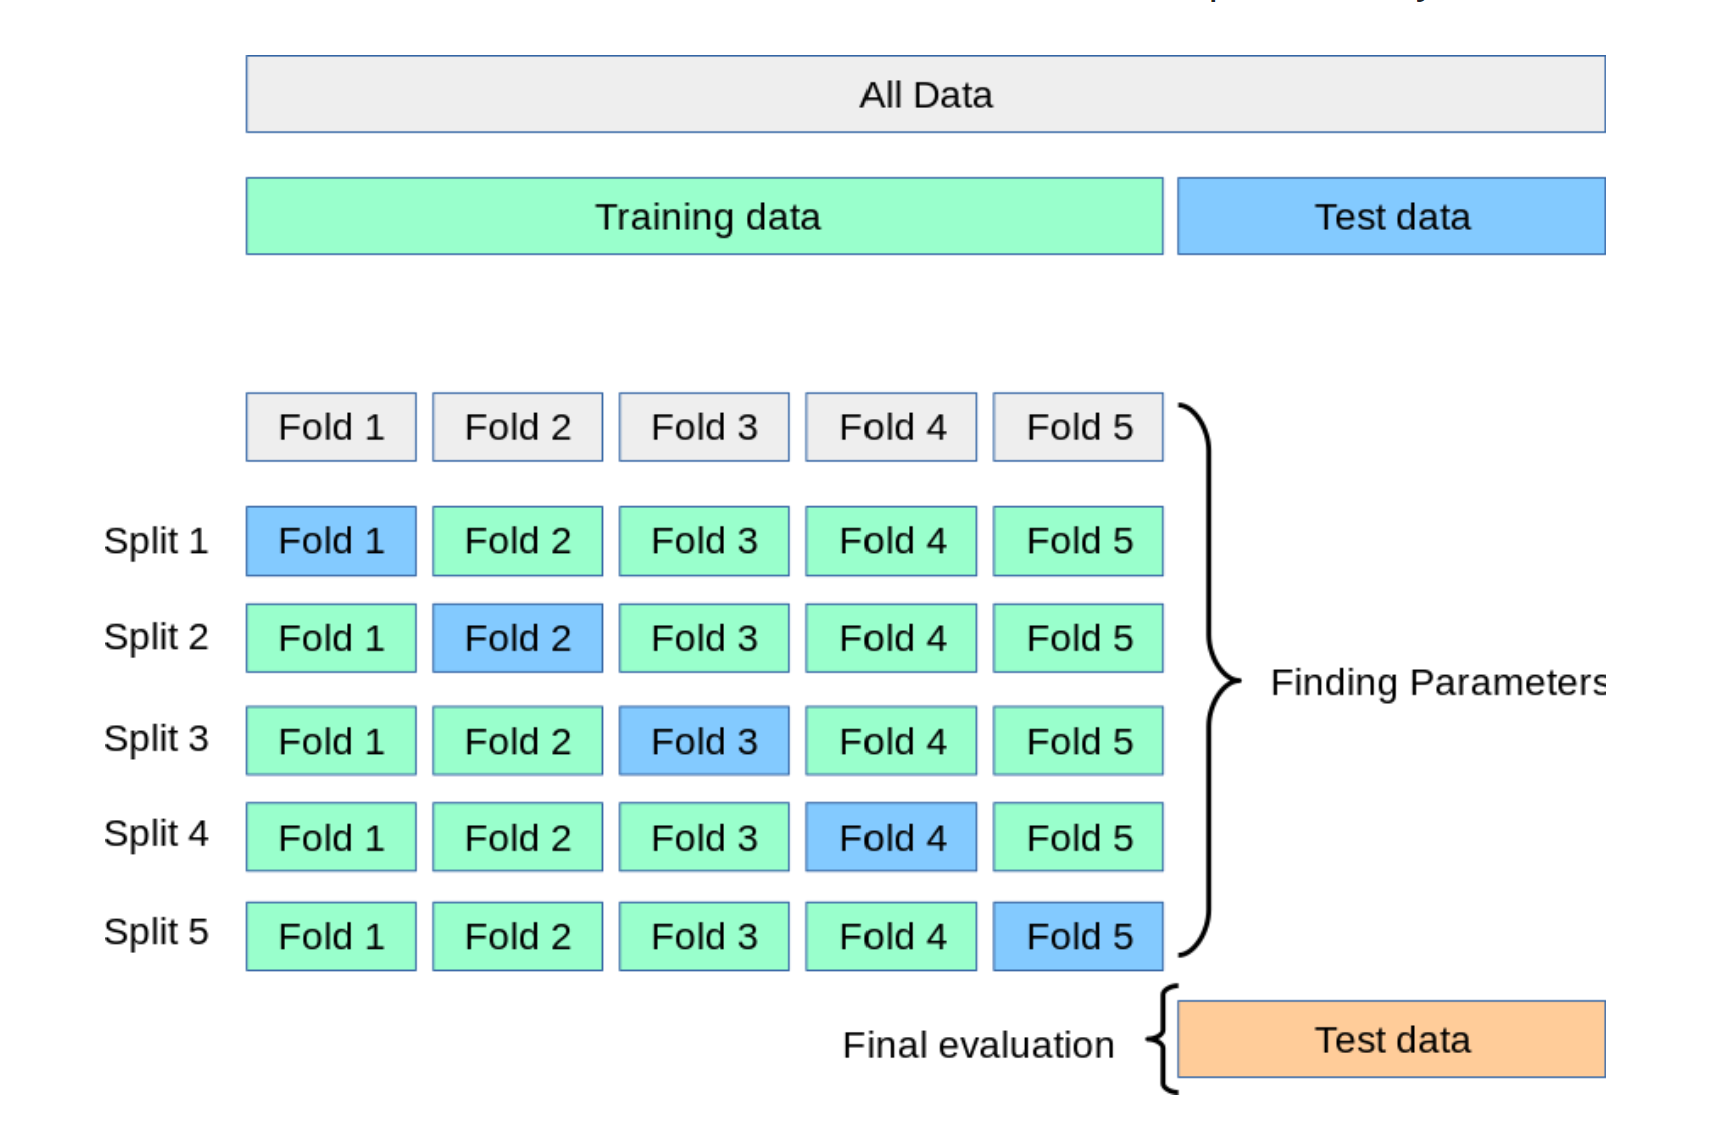 All Data
Training data Test data
Fold 1 Fold 2 Fold 3 Fold 4 Fold 5
Split 1 Fold 1 Fold 2 Fold 3 Fold 4 Fold 5
Split 2 Fold 1 Fold 2 Fold 3 Fold 4 Fold 5
Finding Parameters
Split 3 Fold 1 Fold 2 Fold 3 Fold 4 Fold 5
Split 4 Fold 1 Fold 2 Fold 3 Fold 4 Fold 5
Split 5 Fold 1 Fold 2 Fold 3 Fold 4 Fold 5
Final evaluation Test data